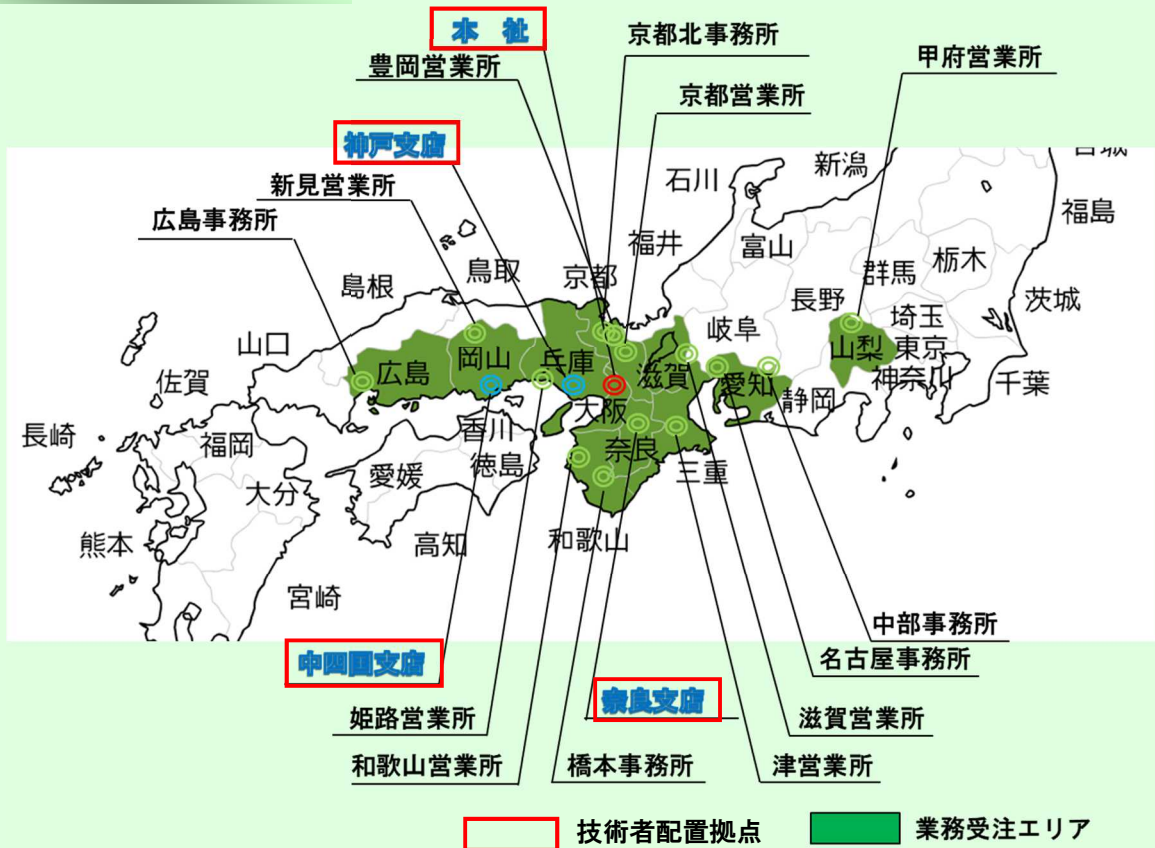 本 社
京都北事務所
豊岡営業所
甲府営業所
京都営業所
神戸支店
新見営業所
広島事務所
新潟
石川
福島
富山
福井
栃木
群馬
鳥取
京都
島根
長野
茨城
岐阜
埼玉
山口
岡山
兵庫
山梨
東京
広島
滋賀
愛知
神奈川
千葉
佐賀
静岡
大阪
香川
長崎
福岡
奈良
徳島
愛媛
三重
大分
熊本
高知
和歌山
宮崎
中部事務所
名古屋事務所
中四国支店
奈良支店
姫路営業所
滋賀営業所
和歌山営業所
橋本事務所
津営業所
技術者配置拠点
業務受注エリア